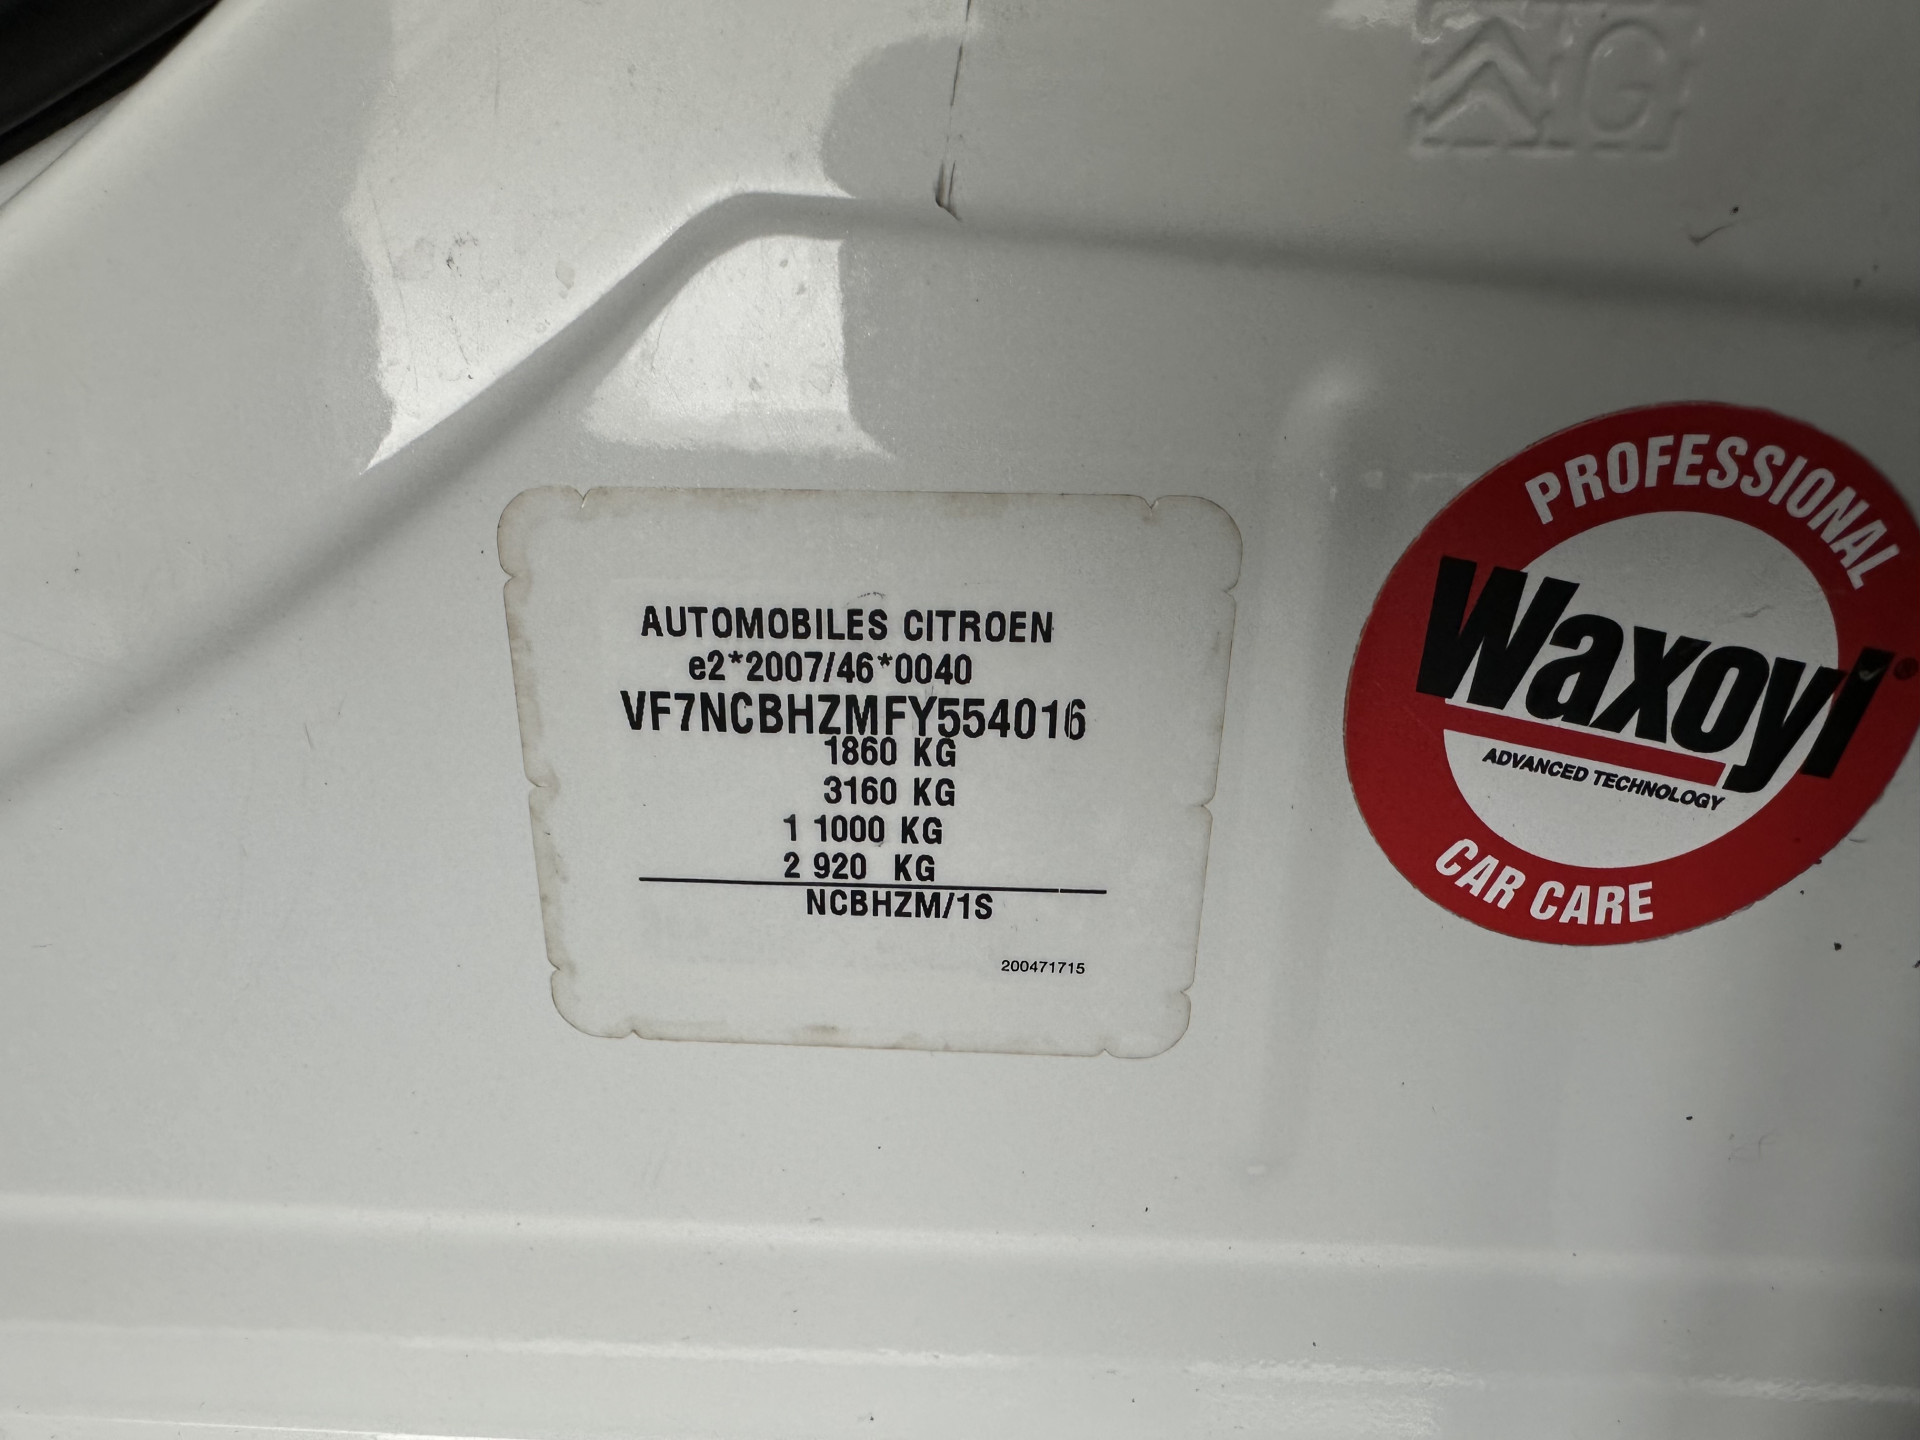 G
AUTOMOBILES CITROEN
e2*2007/46*0040
VF7NCBHZMFY554016
1860 KG
3160 KG
1 1000 KG
2 920 KG
NCBHZM/1S
200471715
PROFESSIONAL
Waxoyl®
ADVANCED TECHNOLOGY
CAR CARE